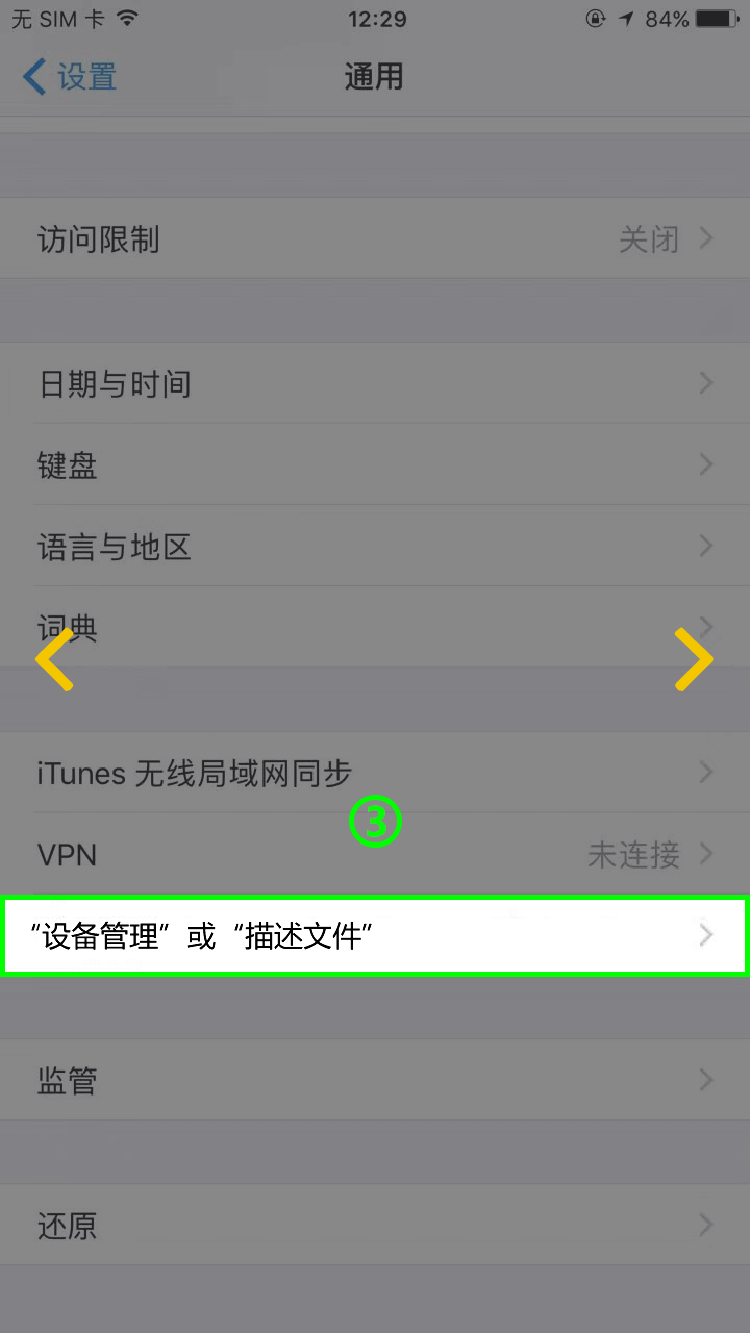 无 SIM 卡 12:29 84%
设置 通用
访问限制 关闭
日期与时间
键盘
语言与地区
词典
iTunes 无线局域网同步
③
VPN 未连接
“设备管理”或“描述文件”
监管
还原